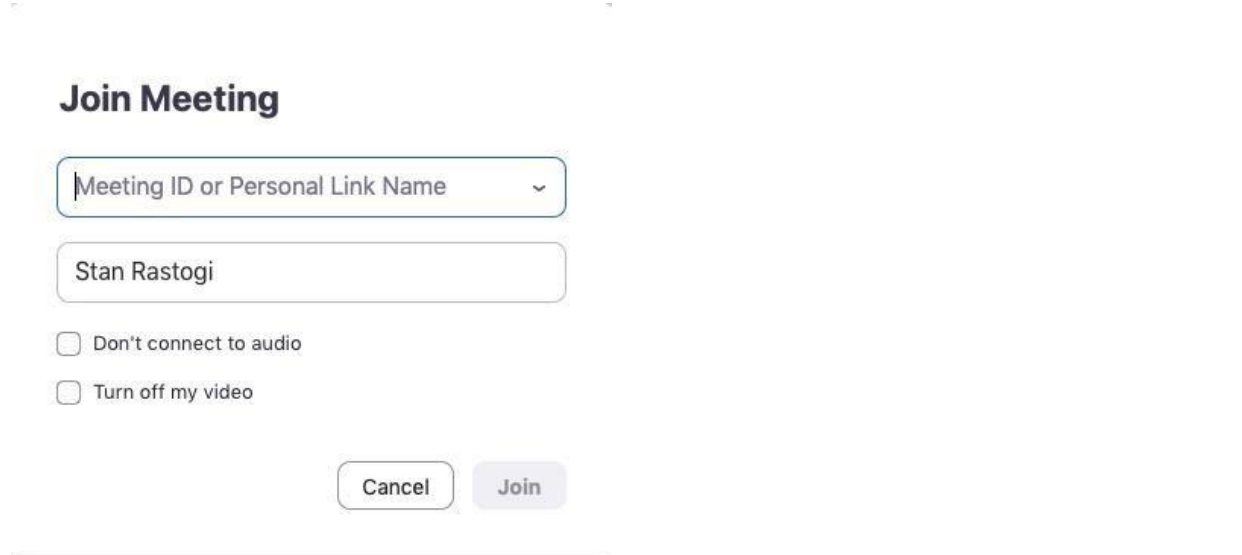 Join Meeting
Meeting ID or Personal Link Name
Stan Rastogi
Don't connect to audio
Turn off my video
Cancel Join